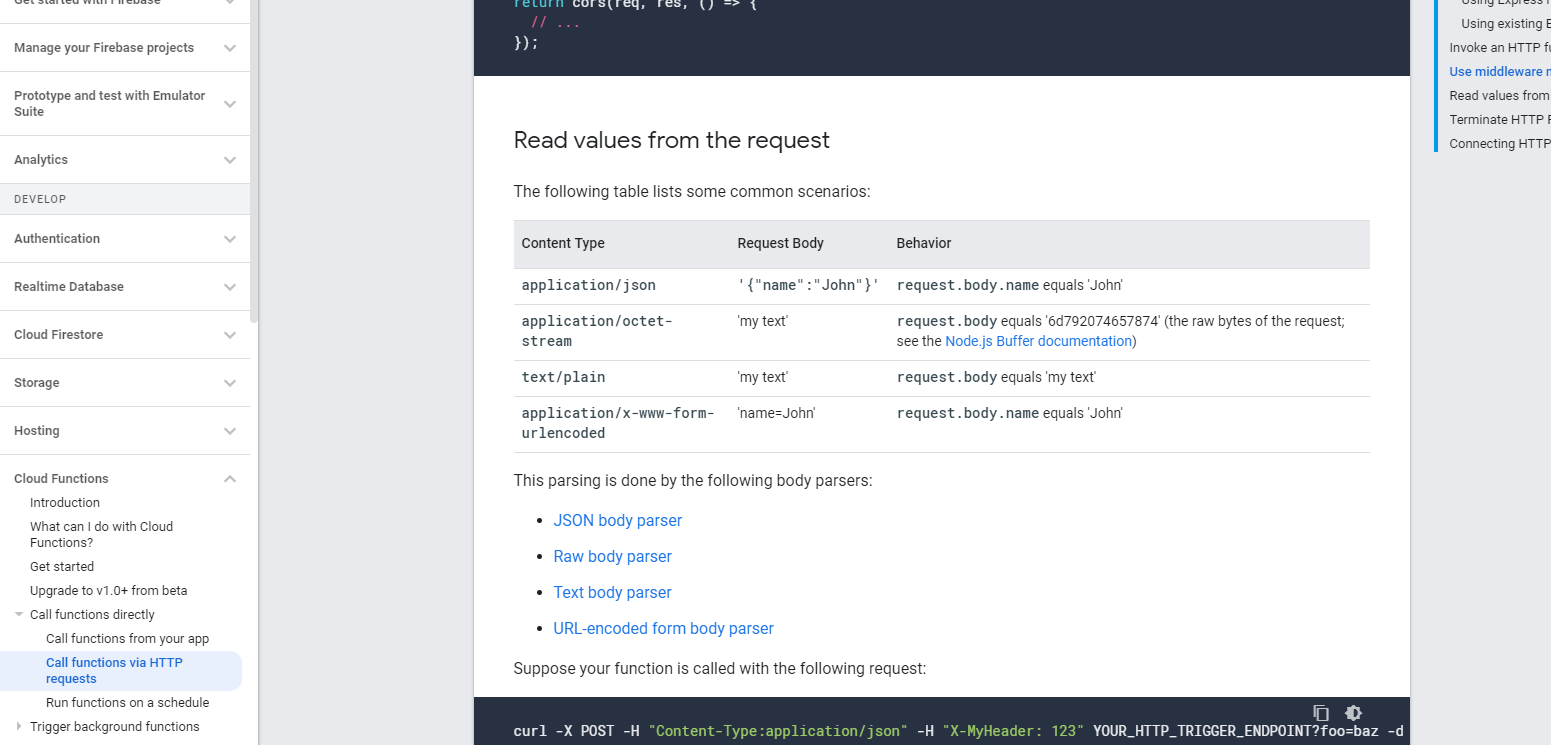 Get started with Firebase
Manage your Firebase projects
Prototype and test with Emulator
Suite
Analytics
DEVELOP
Authentication
Realtime Database
Cloud Firestore
Storage
Hosting
Cloud Functions
Introduction
What can I do with Cloud
Functions?
Get started
Upgrade to v1.0+ from beta
Call functions directly
Call functions from your app
Call functions via HTTP
requests
Run functions on a schedule
Trigger background functions
return cors(req, res, () => {
// ...
});
Read values from the request
The following table lists some common scenarios:
Content Type Request Body Behavior
application/json '{"name":"John"}' request.body.name equals 'John'
application/octet- 'my text' request.body equals '6d792074657874' (the raw bytes of the request;
stream see the Node.js Buffer documentation)
text/plain 'my text' request.body equals 'my text'
application/x-www-form- 'name=John' request.body.name equals 'John'
urlencoded
This parsing is done by the following body parsers:
• JSON body parser
• Raw body parser
• Text body parser
• URL-encoded form body parser
Suppose your function is called with the following request:
curl -X POST -H "Content-Type:application/json" -H "X-MyHeader: 123" YOUR_HTTP_TRIGGER_ENDPOINT?foo=baz -d
Using Express
Using existing
Invoke an HTTP
Use middleware
Read values from
Terminate HTTP
Connecting HTTP